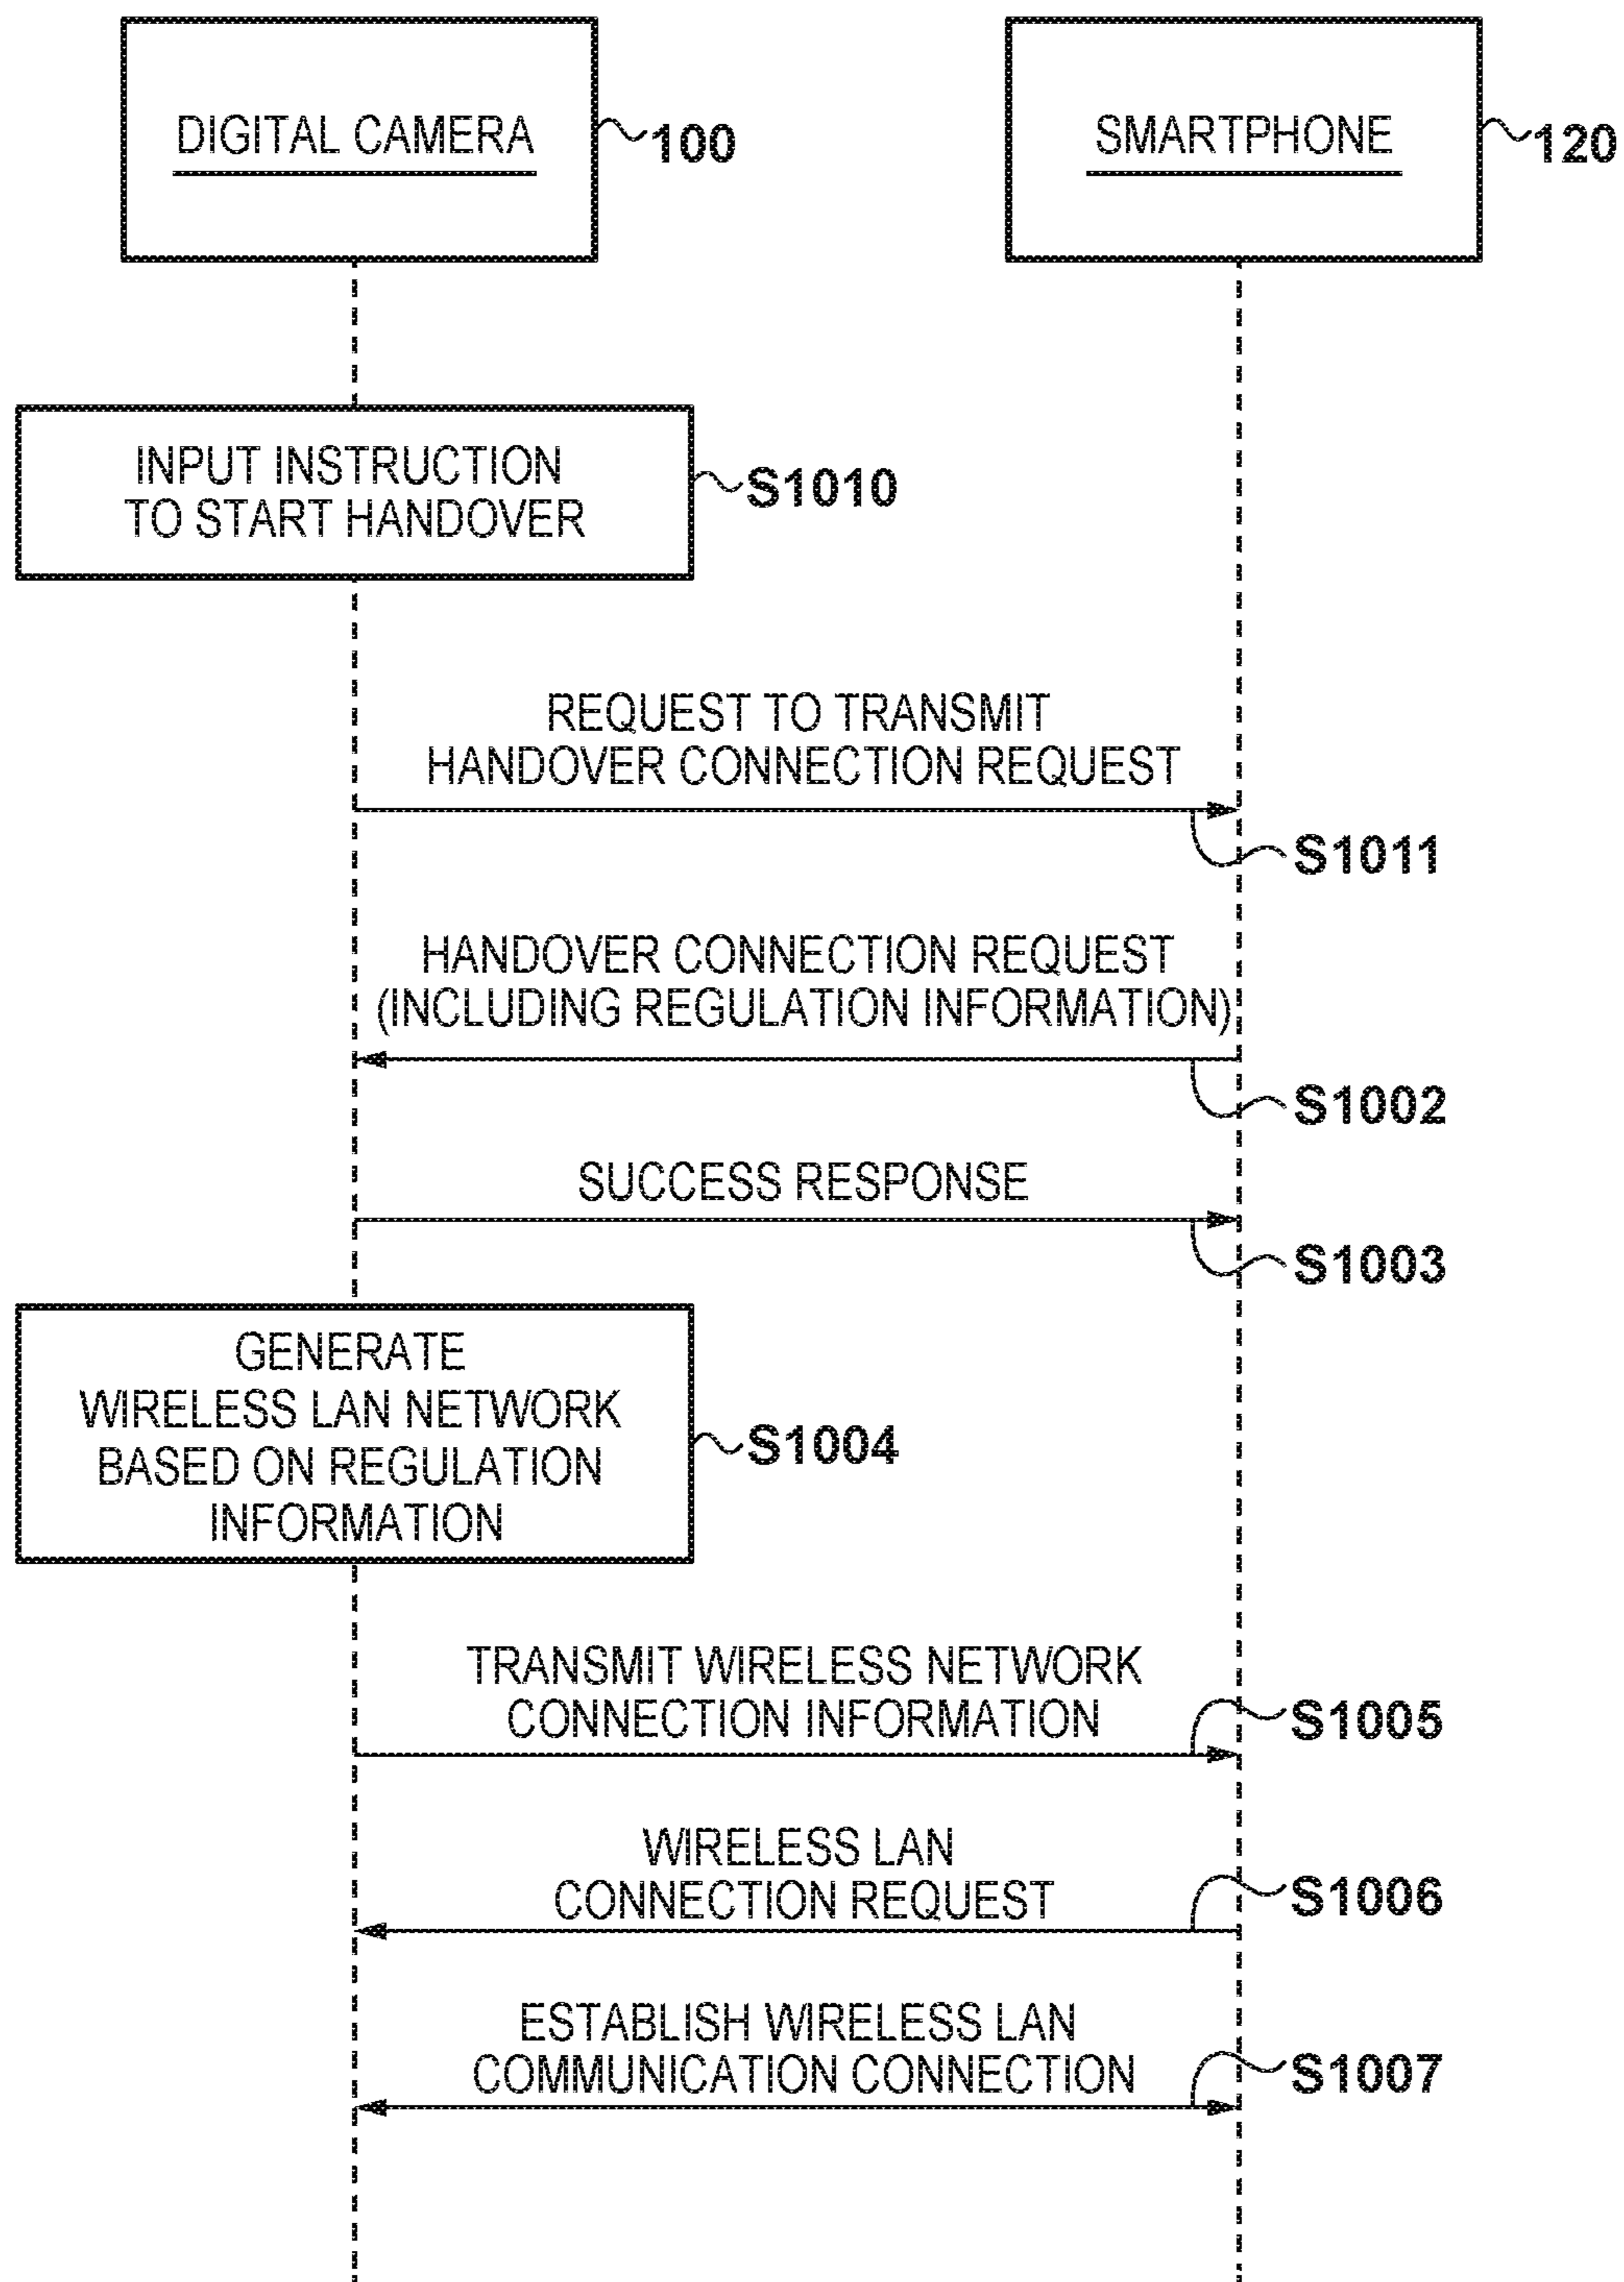 DIGITAL CAMERA
100
SMARTPHONE
120
INPUT INSTRUCTION
TO START HANDOVER
S1010
REQUEST TO TRANSMIT
HANDOVER CONNECTION REQUEST
S1011
HANDOVER CONNECTION REQUEST
(INCLUDING REGULATION INFORMATION)
S1002
SUCCESS RESPONSE
S1003
GENERATE
WIRELESS LAN NETWORK
BASED ON REGULATION
INFORMATION
S1004
TRANSMIT WIRELESS NETWORK
CONNECTION INFORMATION
S1005
WIRELESS LAN
CONNECTION REQUEST
S1006
ESTABLISH WIRELESS LAN
COMMUNICATION CONNECTION
S1007